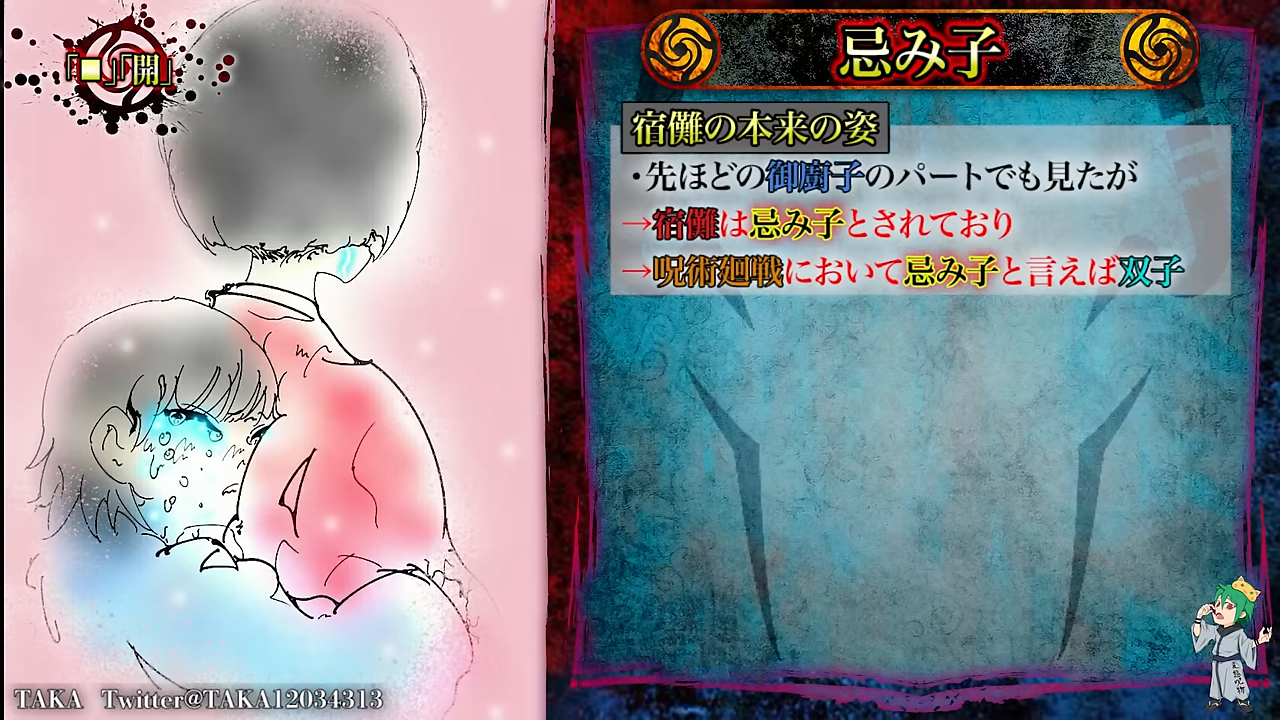 「■」「開」
忌み子
宿儺の本来の姿
・先ほどの御廚子のパートでも見たが
→宿儺は忌み子とされており
→呪術廻戦において忌み子と言えば双子
TAKA Twitter@TAKA12034313